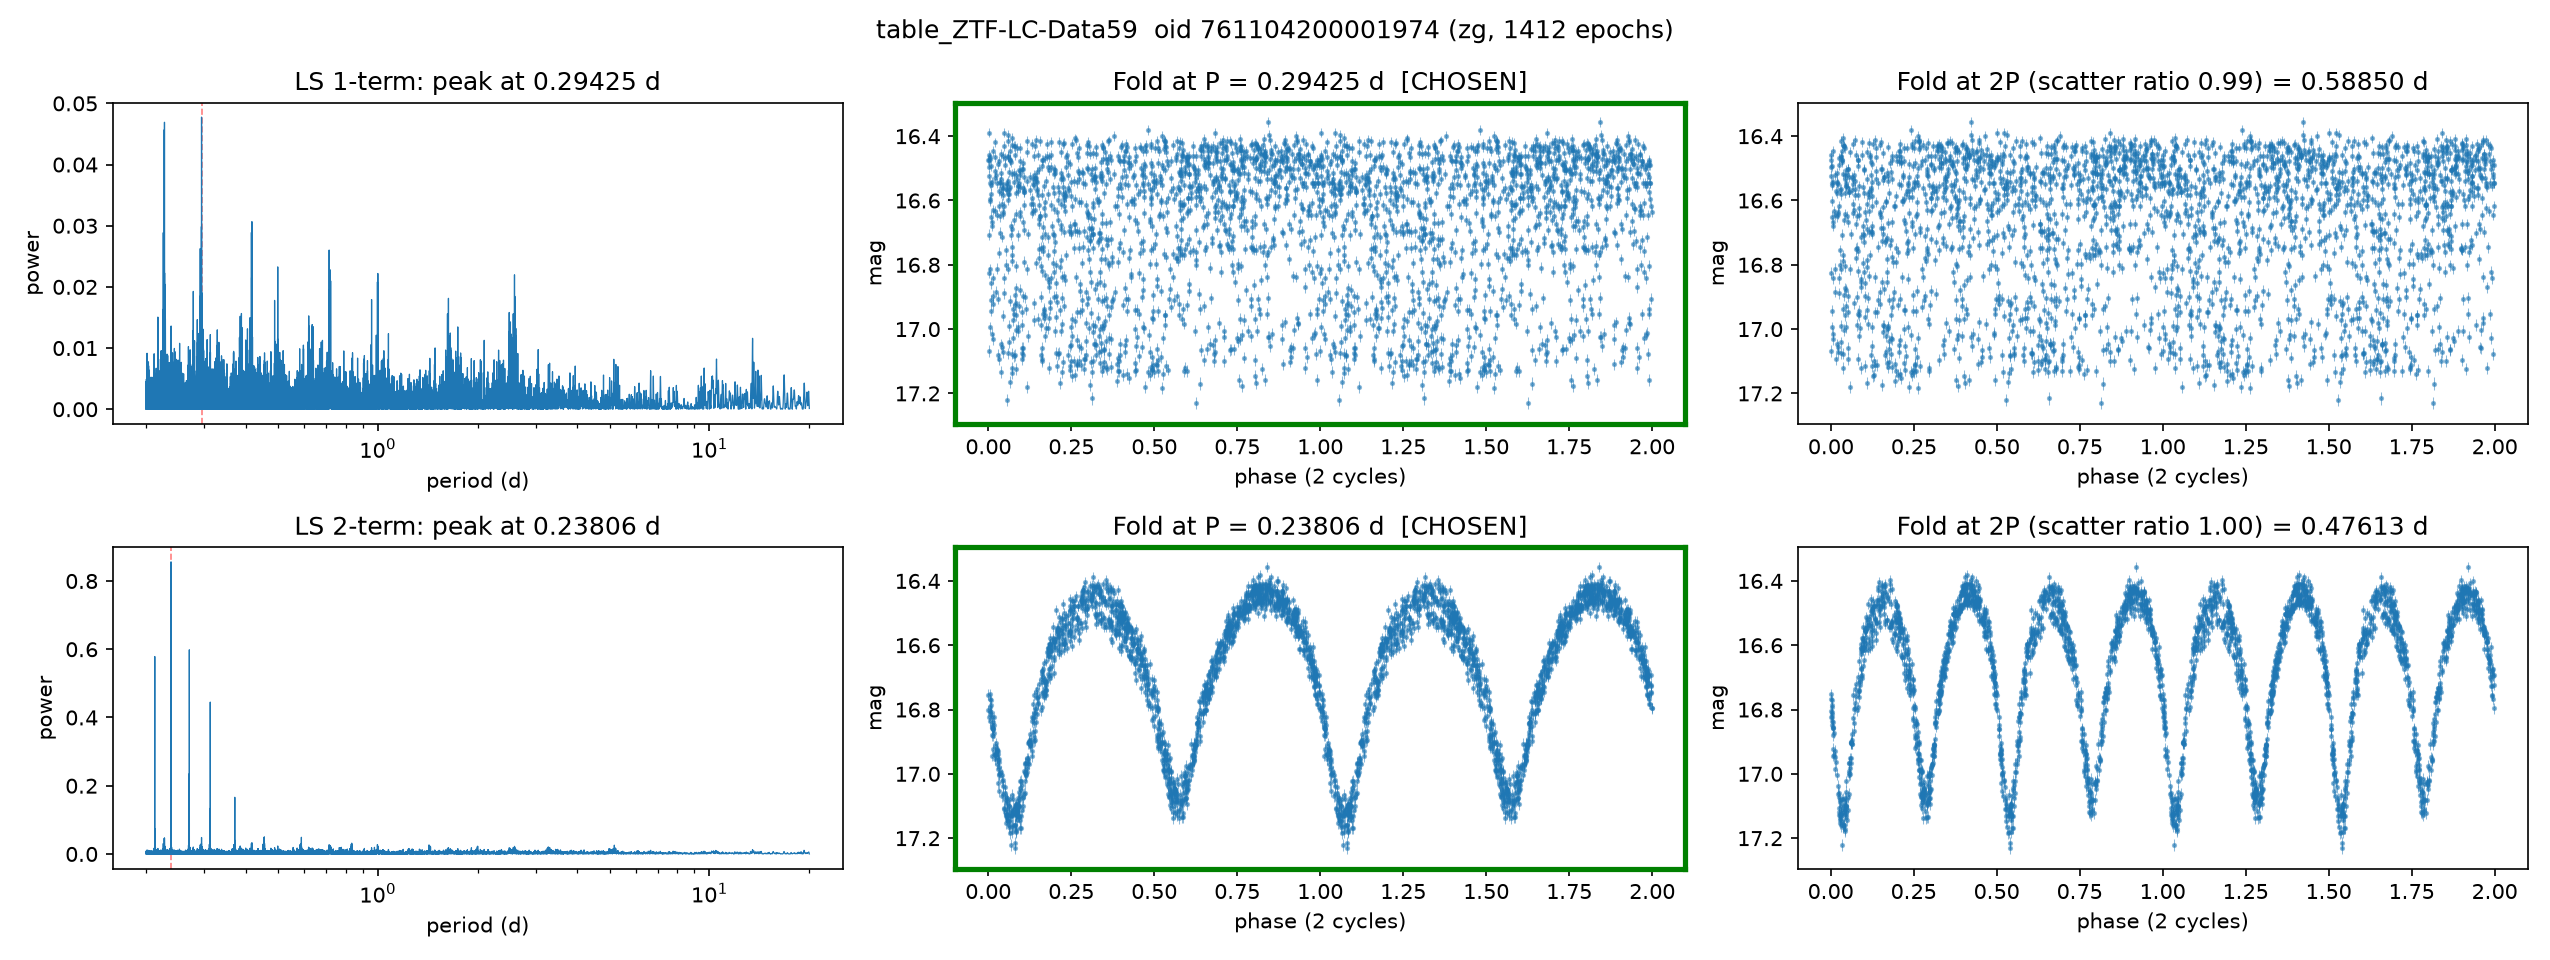 table_ZTF-LC-Data59  oid 761104200001974 (zg, 1412 epochs)
LS 1-term: peak at 0.29425 d
Fold at P = 0.29425 d  [CHOSEN]
Fold at 2P (scatter ratio 0.99) = 0.58850 d
0.05
0.04
0.03
0.02
0.01
0.00
power
10⁰
10¹
period (d)
16.4
16.6
16.8
17.0
17.2
mag
0.00 0.25 0.50 0.75 1.00 1.25 1.50 1.75 2.00
phase (2 cycles)
16.4
16.6
16.8
17.0
17.2
mag
0.00 0.25 0.50 0.75 1.00 1.25 1.50 1.75 2.00
phase (2 cycles)
LS 2-term: peak at 0.23806 d
Fold at P = 0.23806 d  [CHOSEN]
Fold at 2P (scatter ratio 1.00) = 0.47613 d
0.8
0.6
0.4
0.2
0.0
power
10⁰
10¹
period (d)
16.4
16.6
16.8
17.0
17.2
mag
0.00 0.25 0.50 0.75 1.00 1.25 1.50 1.75 2.00
phase (2 cycles)
16.4
16.6
16.8
17.0
17.2
mag
0.00 0.25 0.50 0.75 1.00 1.25 1.50 1.75 2.00
phase (2 cycles)